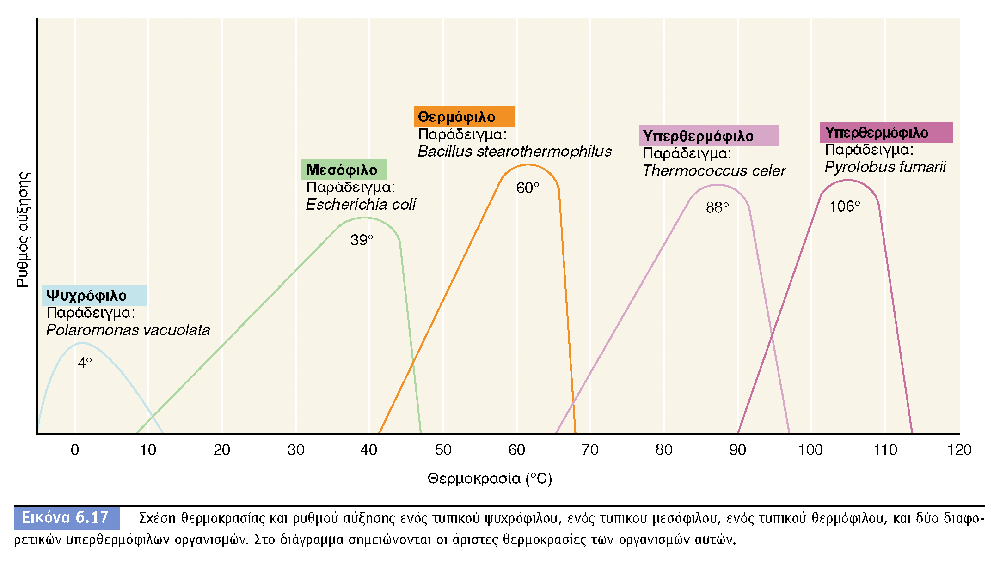 Θερμόφιλο
Παράδειγμα:
Bacillus stearothermophilus
Υπερθερμόφιλο
Παράδειγμα:
Thermococcus celer
Υπερθερμόφιλο
Παράδειγμα:
Pyrolobus fumarii
Μεσόφιλο
Παράδειγμα:
Escherichia coli
Ψυχρόφιλο
Παράδειγμα:
Polaromonas vacuolata
4°
39°
60°
88°
106°
Ρυθμός αύξησης
0 10 20 30 40 50 60 70 80 90 100 110 120
Θερμοκρασία (°C)
Εικόνα 6.17 Σχέση θερμοκρασίας και ρυθμού αύξησης ενός τυπικού ψυχρόφιλου, ενός τυπικού μεσόφιλου, ενός τυπικού θερμόφιλου, και δύο διαφο-
ρετικών υπερθερμόφιλων οργανισμών. Στο διάγραμμα σημειώνονται οι άριστες θερμοκρασίες των οργανισμών αυτών.